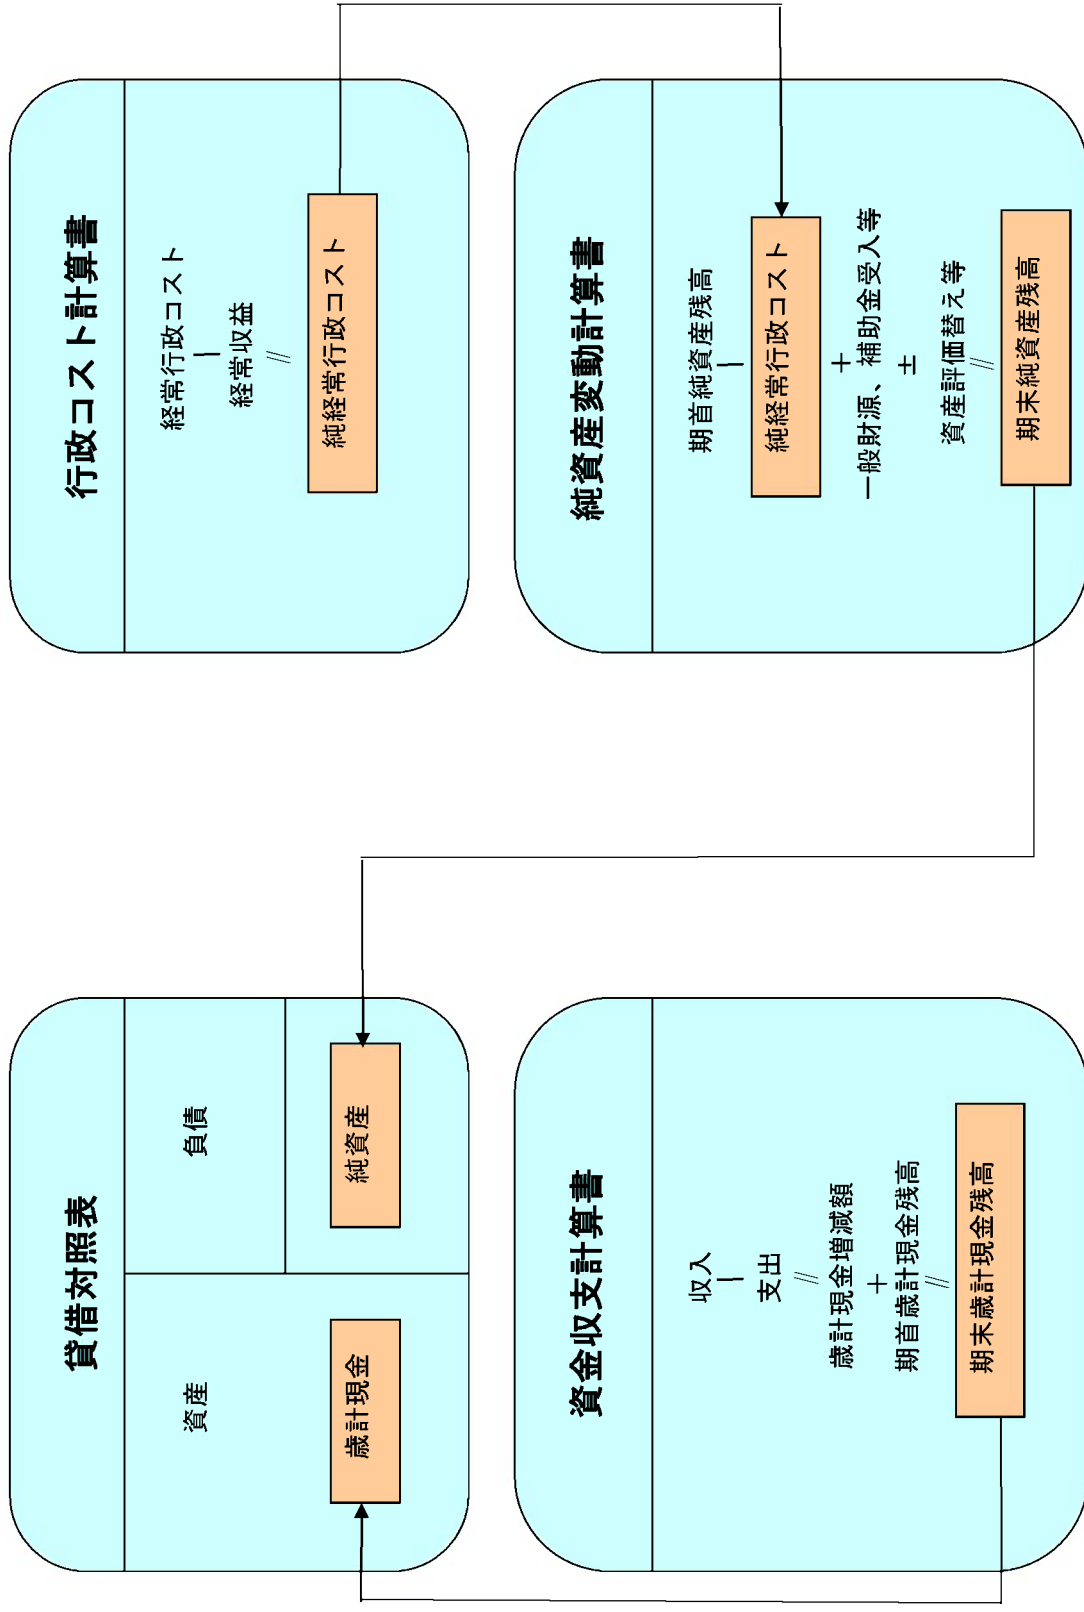 貸借対照表
資産
負債
歳計現金
純資産
行政コスト計算書
経常行政コスト
－
経常収益
＝
純経常行政コスト
資金収支計算書
収入
－
支出
＝
歳計現金増減額
＋
期首歳計現金残高
＝
期末歳計現金残高
純資産変動計算書
期首純資産残高
－
純経常行政コスト
＋
一般財源、補助金受入等
±
資産評価替え等
＝
期末純資産残高